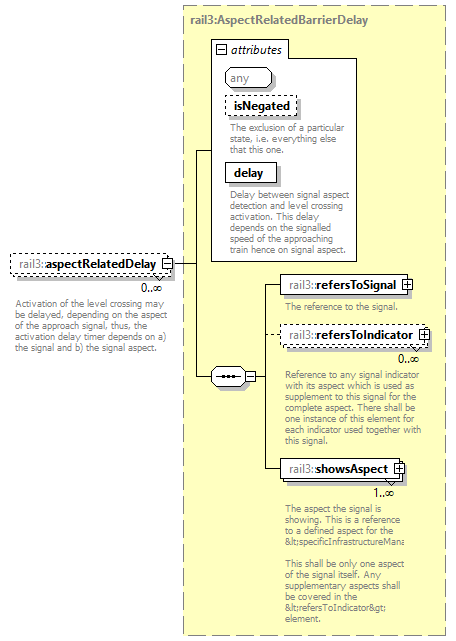 rail3:AspectRelatedBarrierDelay
attributes
any
isNegated
The exclusion of a particular
state, i.e. everything else
that this one.
delay
Delay between signal aspect
detection and level crossing
activation. This delay
depends on the signalled
speed of the approaching
train hence on signal aspect.
rail3::aspectRelatedDelay
0..∞
Activation of the level crossing may
be delayed, depending on the aspect
of the approach signal, thus, the
activation delay timer depends on a)
the signal and b) the signal aspect.
rail3::refersToSignal
The reference to the signal.
rail3::refersToIndicator
0..∞
Reference to any signal indicator
with its aspect which is used as
supplement to this signal for the
complete aspect. There shall be
one instance of this element for
each indicator used together with
this signal.
rail3::showsAspect
1..∞
The aspect the signal is
showing. This is a reference
to a defined aspect for the
&lt;specificInfrastructureMana
This shall be only one aspect
of the signal itself. Any
supplementary aspects shall
be covered in the
&lt;refersToIndicator&gt;
element.